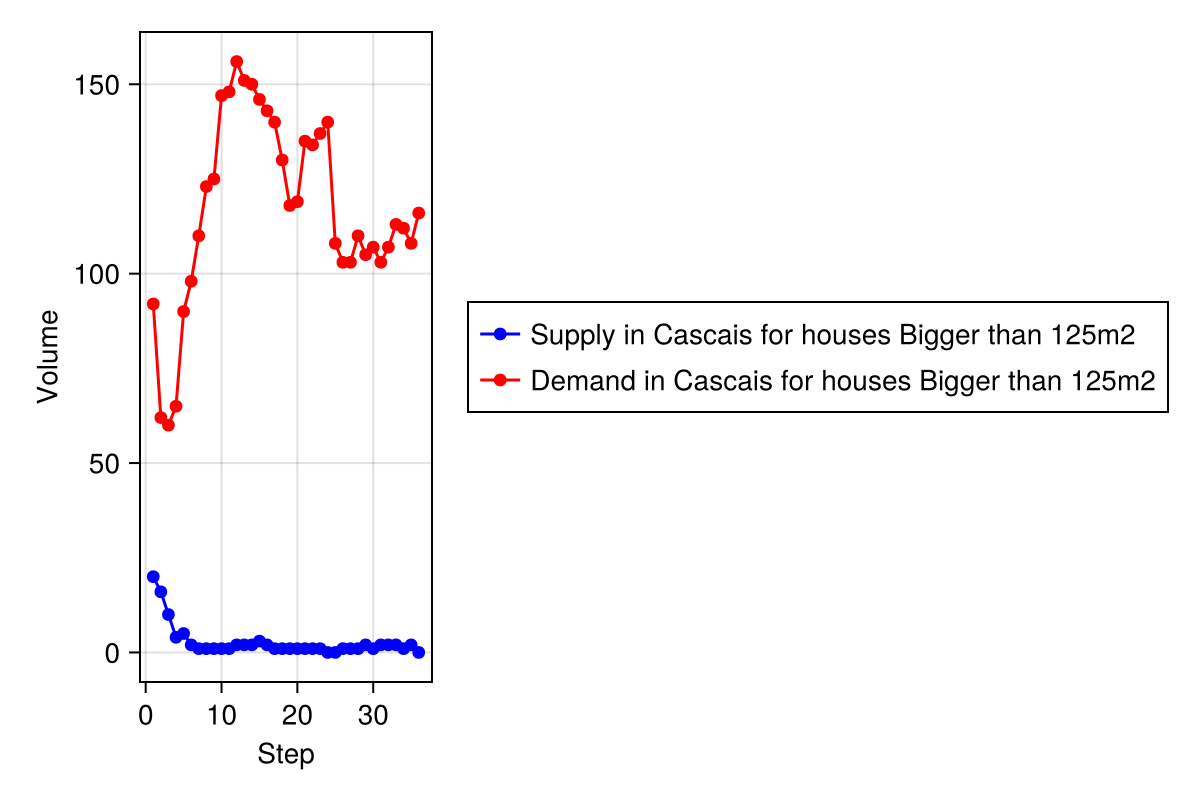 150
100
50
0
Volume
0 10 20 30
Step
Supply in Cascais for houses Bigger than 125m2
Demand in Cascais for houses Bigger than 125m2